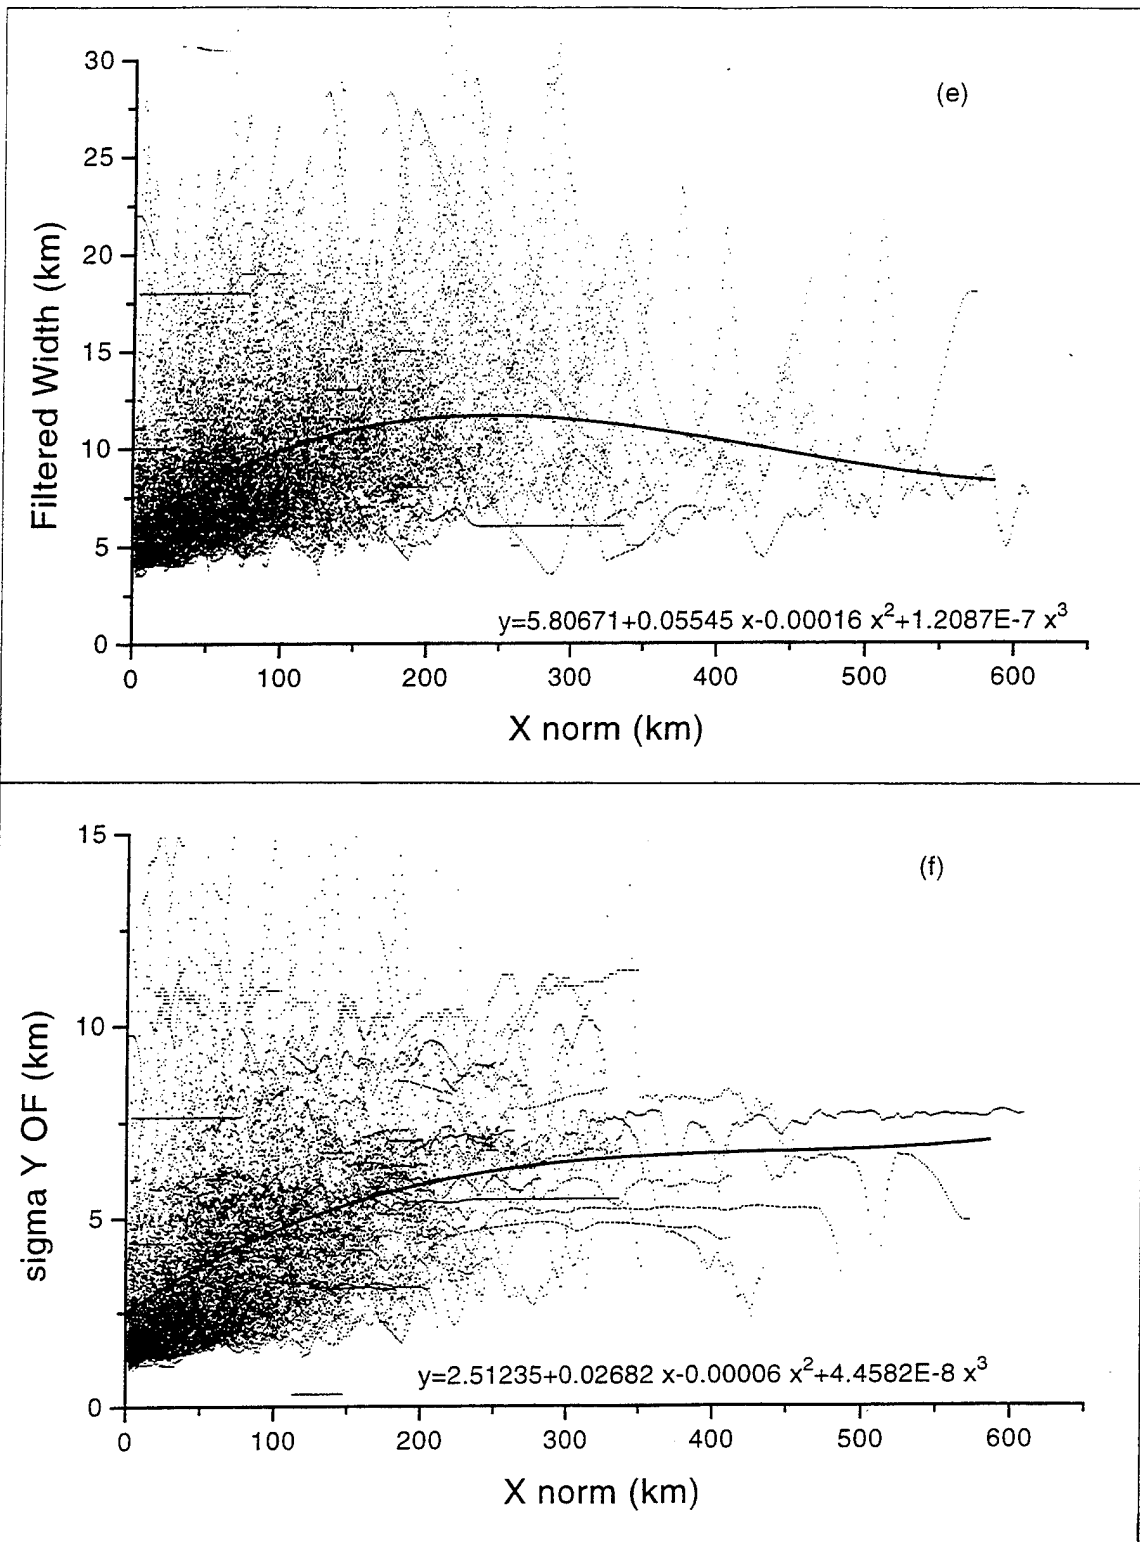 (e)
30
25
20
15
10
5
0
Filtered Width (km)
y=5.80671+0.05545 x-0.00016 x²+1.2087E-7 x³
0 100 200 300 400 500 600
X norm (km)
(f)
15
10
5
0
sigma Y OF (km)
y=2.51235+0.02682 x-0.00006 x²+4.4582E-8 x³
0 100 200 300 400 500 600
X norm (km)